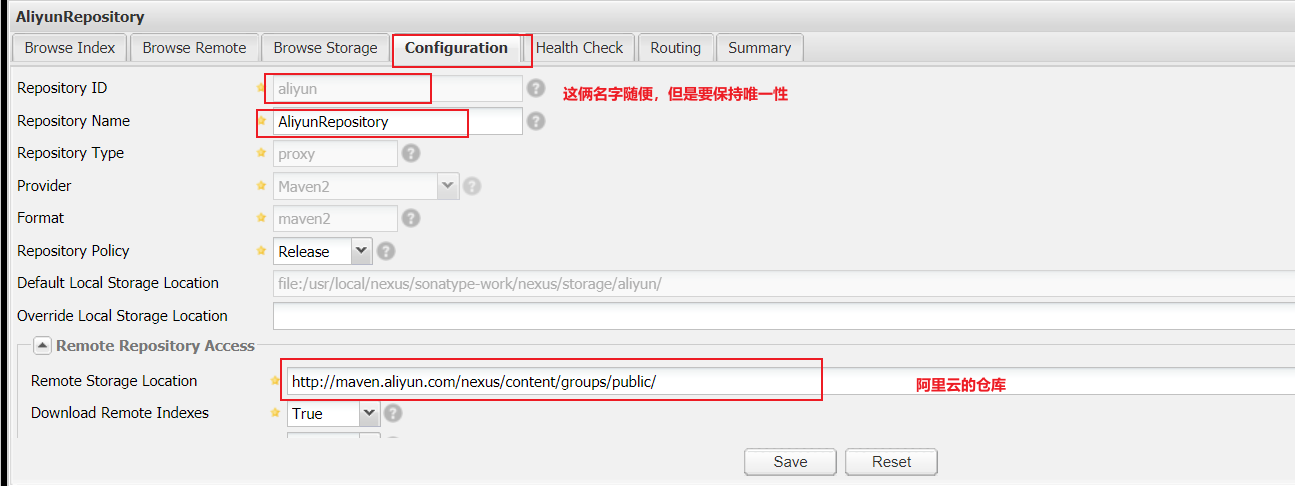 AliyunRepository
Browse Index Browse Remote Browse Storage Configuration Health Check Routing Summary
Repository ID aliyun 这俩名字随便，但是要保持唯一性
Repository Name AliyunRepository
Repository Type proxy
Provider Maven2
Format maven2
Repository Policy Release
Default Local Storage Location file:/usr/local/nexus/sonatype-work/nexus/storage/aliyun/
Override Local Storage Location
Remote Repository Access
Remote Storage Location http://maven.aliyun.com/nexus/content/groups/public/ 阿里云的仓库
Download Remote Indexes True
Save Reset